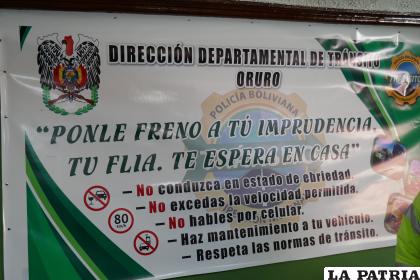 DIRECCIÓN DEPARTAMENTAL DE TRÁNSITO
ORURO
POLICÍA BOLIVIANA
"PONLE FRENO A TÚ IMPRUDENCIA,
TU FLIA. TE ESPERA EN CASA"
– No conduzca en estado de ebriedad.
– No excedas la velocidad permitida.
80
– No hables por celular.
– Haz mantenimiento a tu vehículo.
– Respeta las normas de tránsito.
LA PATRIA